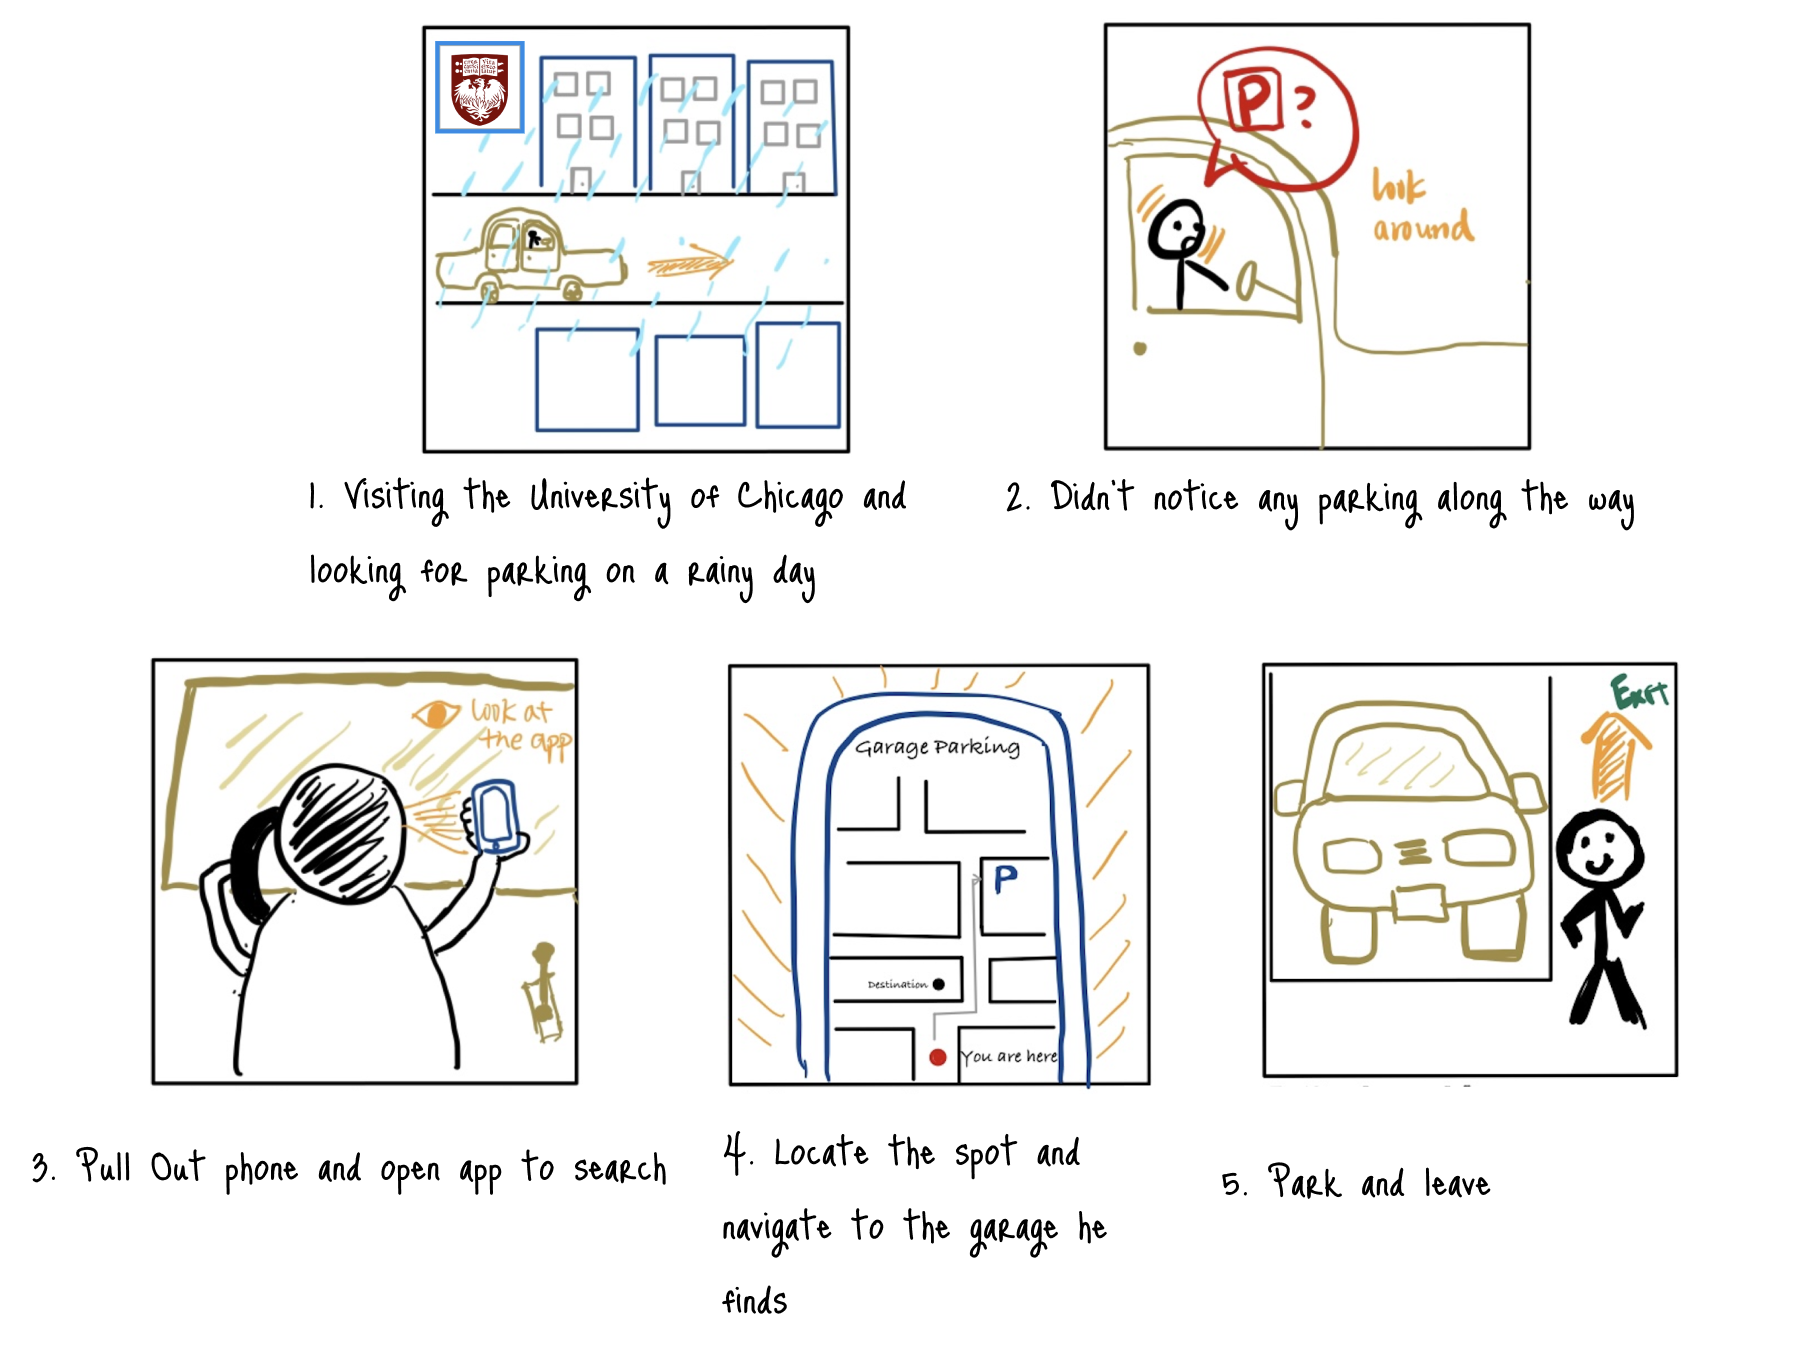 P?
look
around
1. Visiting the University of Chicago and
looking for parking on a rainy day
2. Didn't notice any parking along the way
look at
the app
Garage Parking
P
Destination
You are here
Exit
3. Pull Out phone and open app to search
4. Locate the spot and
navigate to the garage he
finds
5. Park and leave